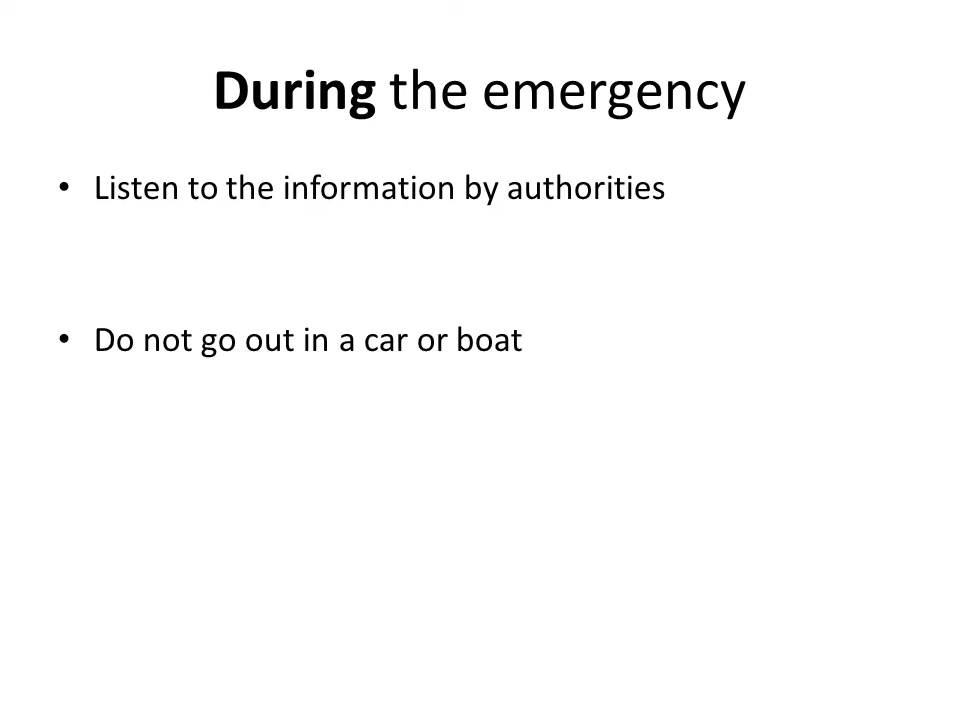 During the emergency
• Listen to the information by authorities
• Do not go out in a car or boat